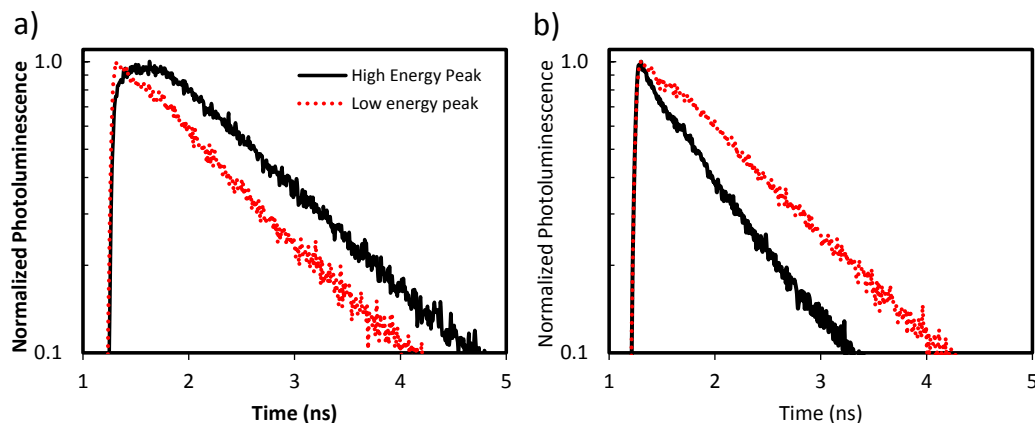 a)
Normalized Photoluminescence
1.0
0.1
High Energy Peak
Low energy peak
1 2 3 4 5
Time (ns)
b)
Normalized Photoluminescence
1.0
0.1
1 2 3 4 5
Time (ns)